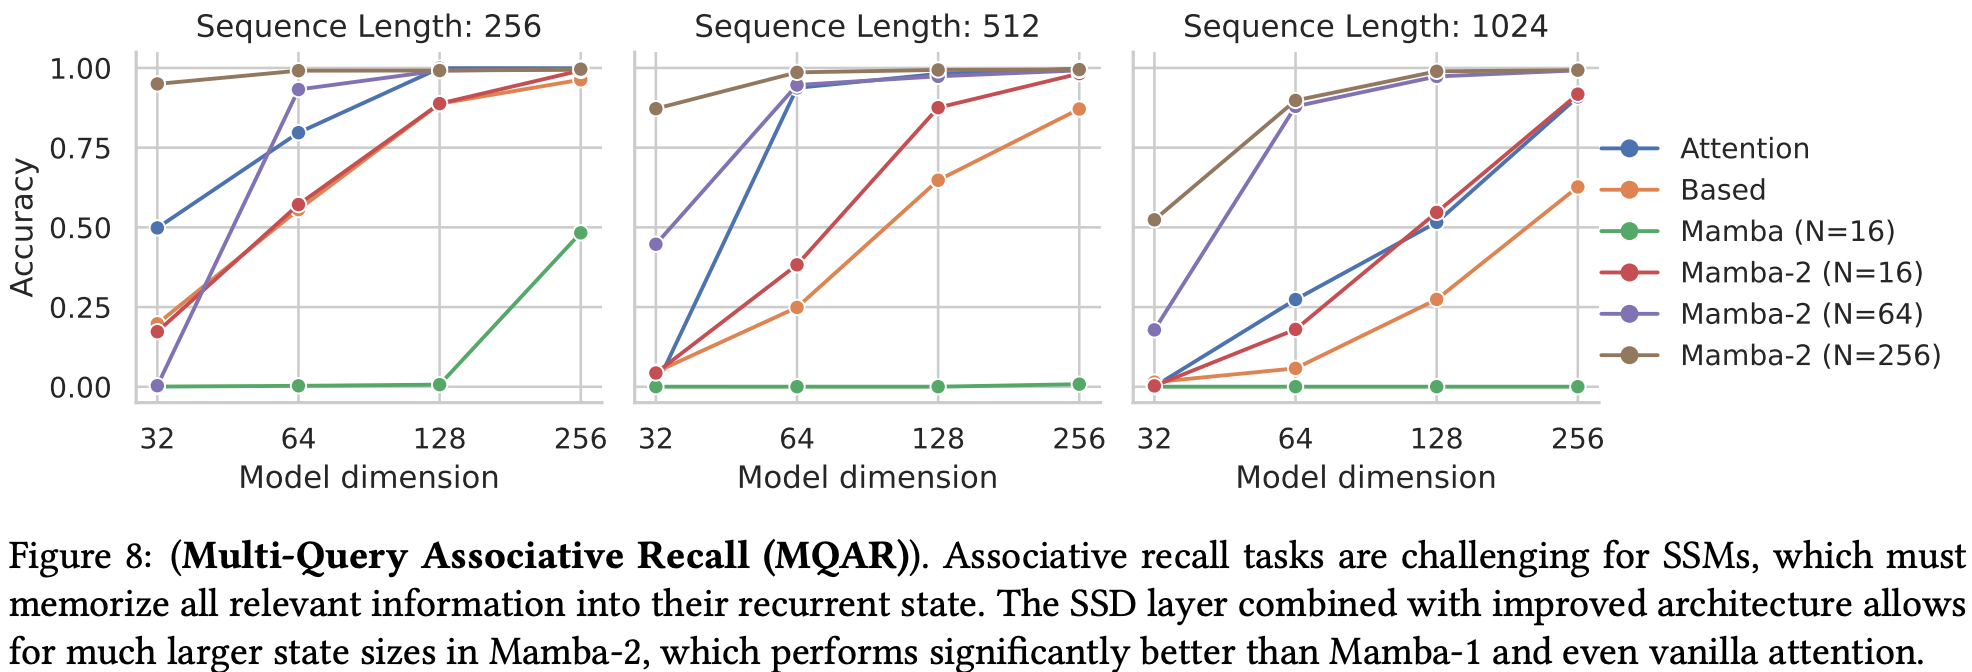 Sequence Length: 256
Sequence Length: 512
Sequence Length: 1024
Accuracy
1.00
0.75
0.50
0.25
0.00
32 64 128 256
32 64 128 256
32 64 128 256
Model dimension
Model dimension
Model dimension
Attention
Based
Mamba (N=16)
Mamba-2 (N=16)
Mamba-2 (N=64)
Mamba-2 (N=256)
Figure 8: (Multi-Query Associative Recall (MQAR)). Associative recall tasks are challenging for SSMs, which must
memorize all relevant information into their recurrent state. The SSD layer combined with improved architecture allows
for much larger state sizes in Mamba-2, which performs significantly better than Mamba-1 and even vanilla attention.